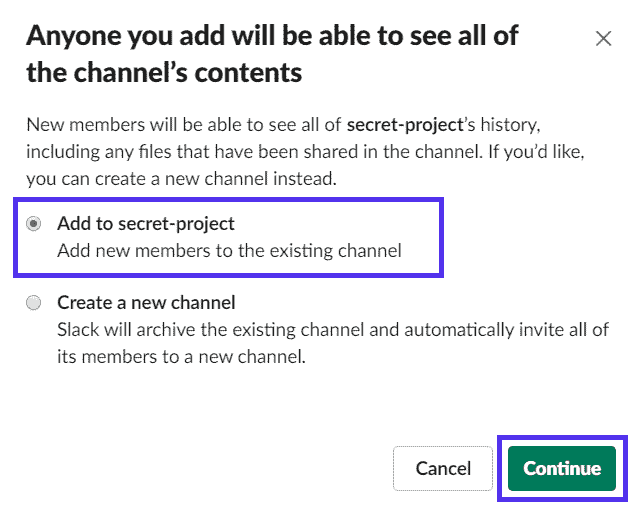 Anyone you add will be able to see all of
the channel's contents
New members will be able to see all of secret-project's history,
including any files that have been shared in the channel. If you'd like,
you can create a new channel instead.
Add to secret-project
Add new members to the existing channel
Create a new channel
Slack will archive the existing channel and automatically invite all of
its members to a new channel.
Cancel
Continue